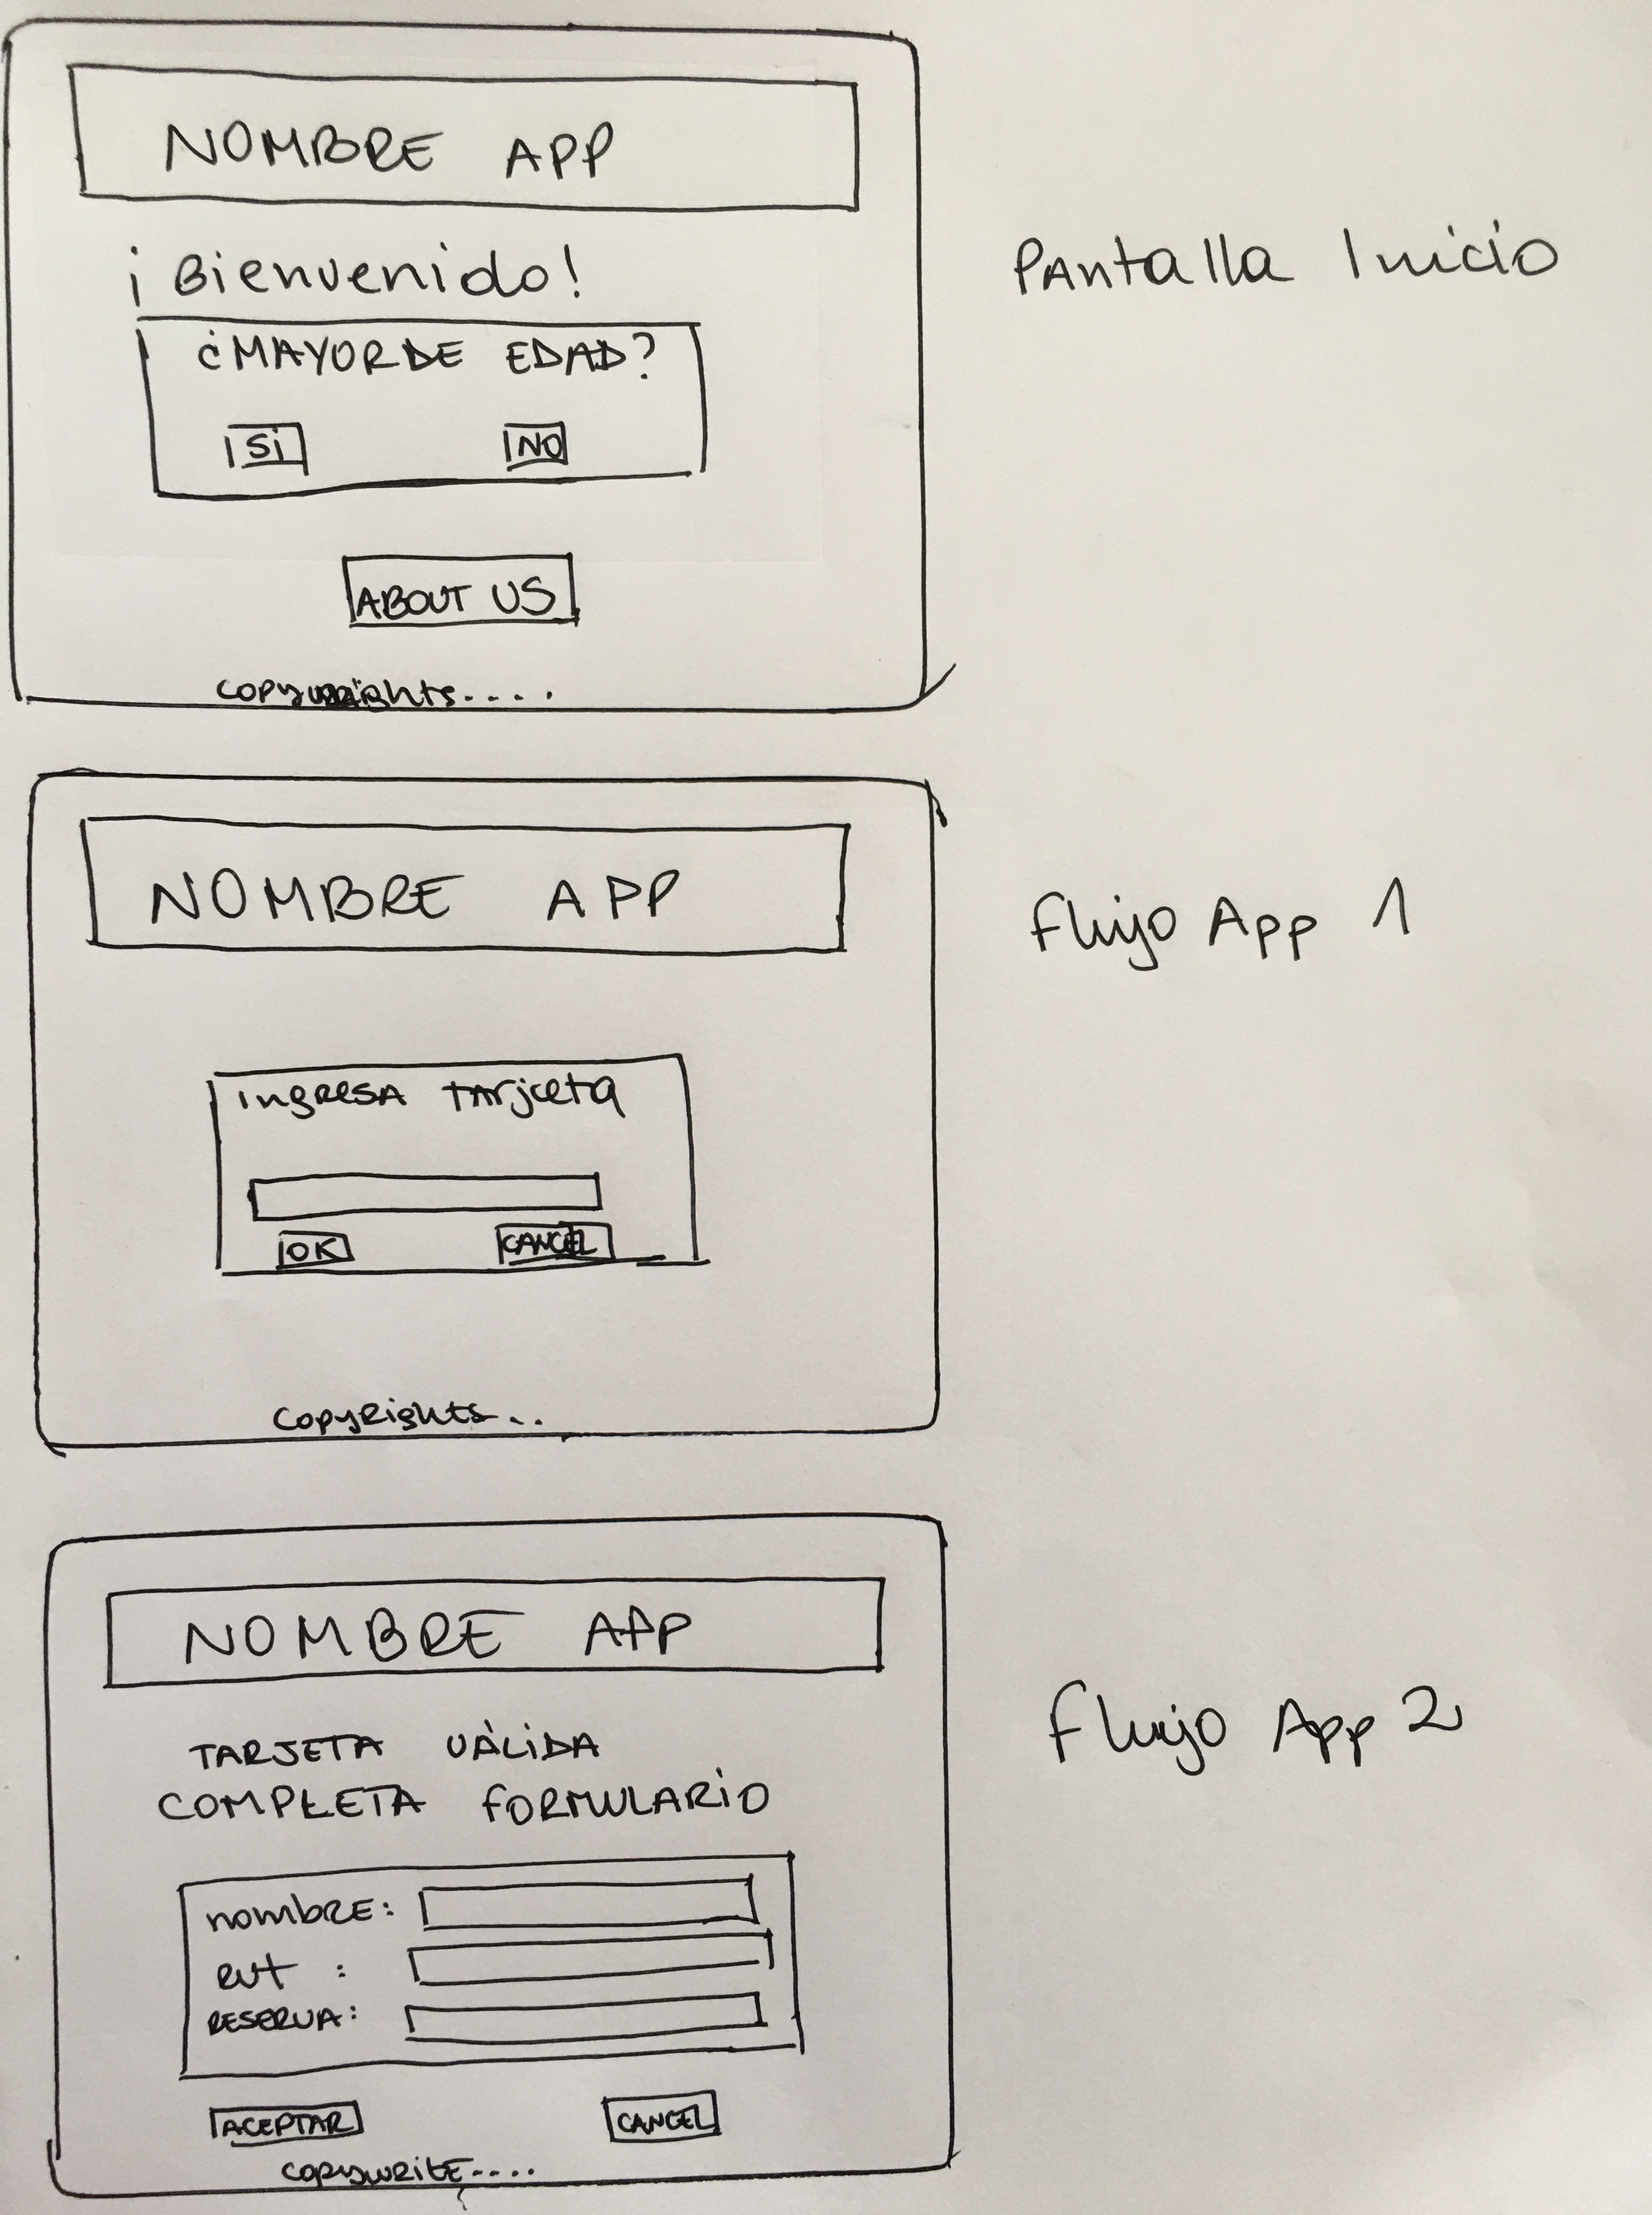 NOMBRE APP
¡Bienvenido!
Pantalla Inicio
¿MAYOR DE EDAD?
Si NO
ABOUT US
copyrights....
NOMBRE APP
Flujo App 1
ingresa tarjeta
OK CANCEL
copyrights...
NOMBRE APP
Flujo App 2
TARJETA VÁLIDA
COMPLETA FORMULARIO
nombre:
rut :
RESERVA:
ACEPTAR CANCEL
copywrite....